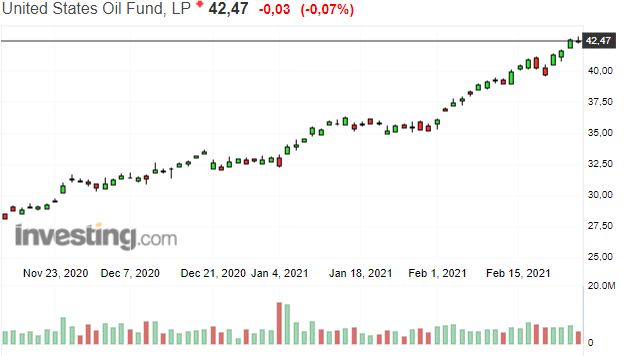 United States Oil Fund, LP 42,47 -0,03 (-0,07%)
42,47
40,00
37,50
35,00
32,50
30,00
27,50
25,00
Investing.com
Nov 23, 2020 Dec 7, 2020 Dec 21, 2020 Jan 4, 2021 Jan 18, 2021 Feb 1, 2021 Feb 15, 2021
20.0M
0